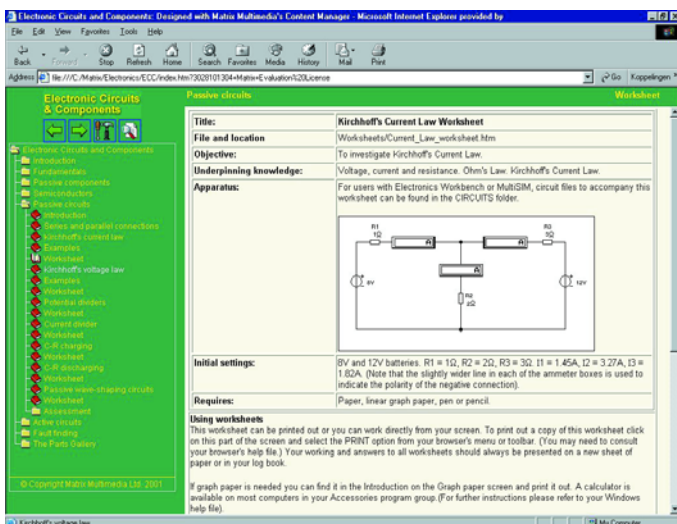 Electronic Circuits and Components: Designed with Matrix Multimedia's Content Manager - Microsoft Internet Explorer provided by
File Edit View Favorites Tools Help
Back Forward Stop Refresh Home Search Favorites Media History Mail Print
Address file:///C:/Matrix/Electronics/ECC/index.htm?3028101304+Matrix+Evaluation%20Licence Go Koppelingen »
Electronic Circuits
& Components
Passive circuits Worksheet
Electronic Circuits and Components
Introduction
Fundamentals
Passive components
Semiconductors
Passive circuits
Introduction
Series and parallel connections
Kirchhoff's current law
Examples
Worksheet
Kirchhoff's voltage law
Examples
Worksheet
Potential dividers
Worksheet
Current divider
Worksheet
C-R charging
Worksheet
C-R discharging
Worksheet
Passive wave-shaping circuits
Worksheet
Assessment
Active circuits
Fault finding
The Parts Gallery
© Copyright Matrix Multimedia Ltd 2001
Title: Kirchhoff's Current Law Worksheet
File and location Worksheets/Current_Law_worksheet.htm
Objective: To investigate Kirchhoff's Current Law.
Underpinning knowledge: Voltage, current and resistance. Ohm's Law. Kirchhoff's Current Law.
Apparatus: For users with Electronics Workbench or MultiSIM, circuit files to accompany this
worksheet can be found in the CIRCUITS folder.
R1 R3
1Ω A A 3Ω
A
8V R2 12V
2Ω
Initial settings: 8V and 12V batteries. R1 = 1Ω, R2 = 2Ω, R3 = 3Ω. I1 = 1.45A, I2 = 3.27A, I3 =
1.82A. (Note that the slightly wider line in each of the ammeter boxes is used to
indicate the polarity of the negative connection).
Requires: Paper, linear graph paper, pen or pencil.
Using worksheets
This worksheet can be printed out or you can work directly from your screen. To print out a copy of this worksheet click
on this part of the screen and select the PRINT option from your browser's menu or toolbar. (You may need to consult
your browser's help file.) Your working and answers to all worksheets should always be presented on a new sheet of
paper or in your log book.
If graph paper is needed you can find it in the Introduction on the Graph paper screen and print it out. A calculator is
available on most computers in your Accessories program group.(For further instructions please refer to your Windows
help file).
Kirchhoff's voltage law My Computer